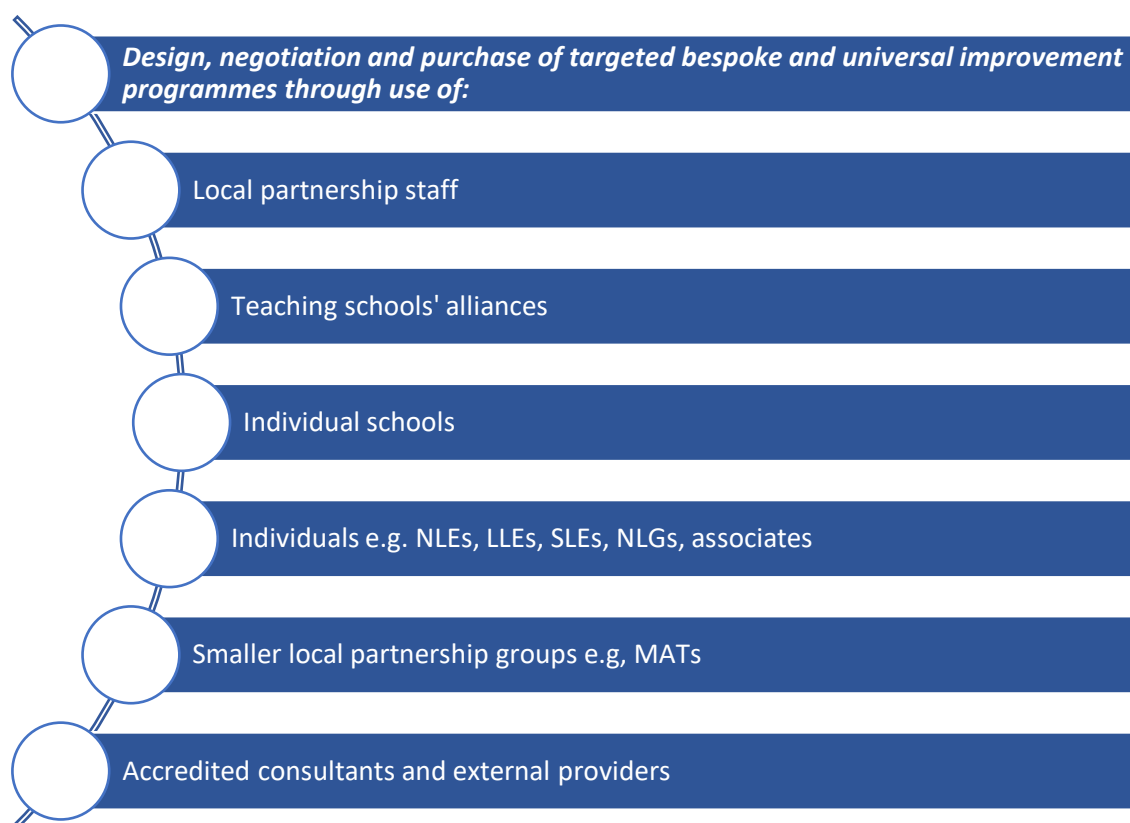 Design, negotiation and purchase of targeted bespoke and universal improvement
programmes through use of:
Local partnership staff
Teaching schools' alliances
Individual schools
Individuals e.g. NLEs, LLEs, SLEs, NLGs, associates
Smaller local partnership groups e.g, MATs
Accredited consultants and external providers